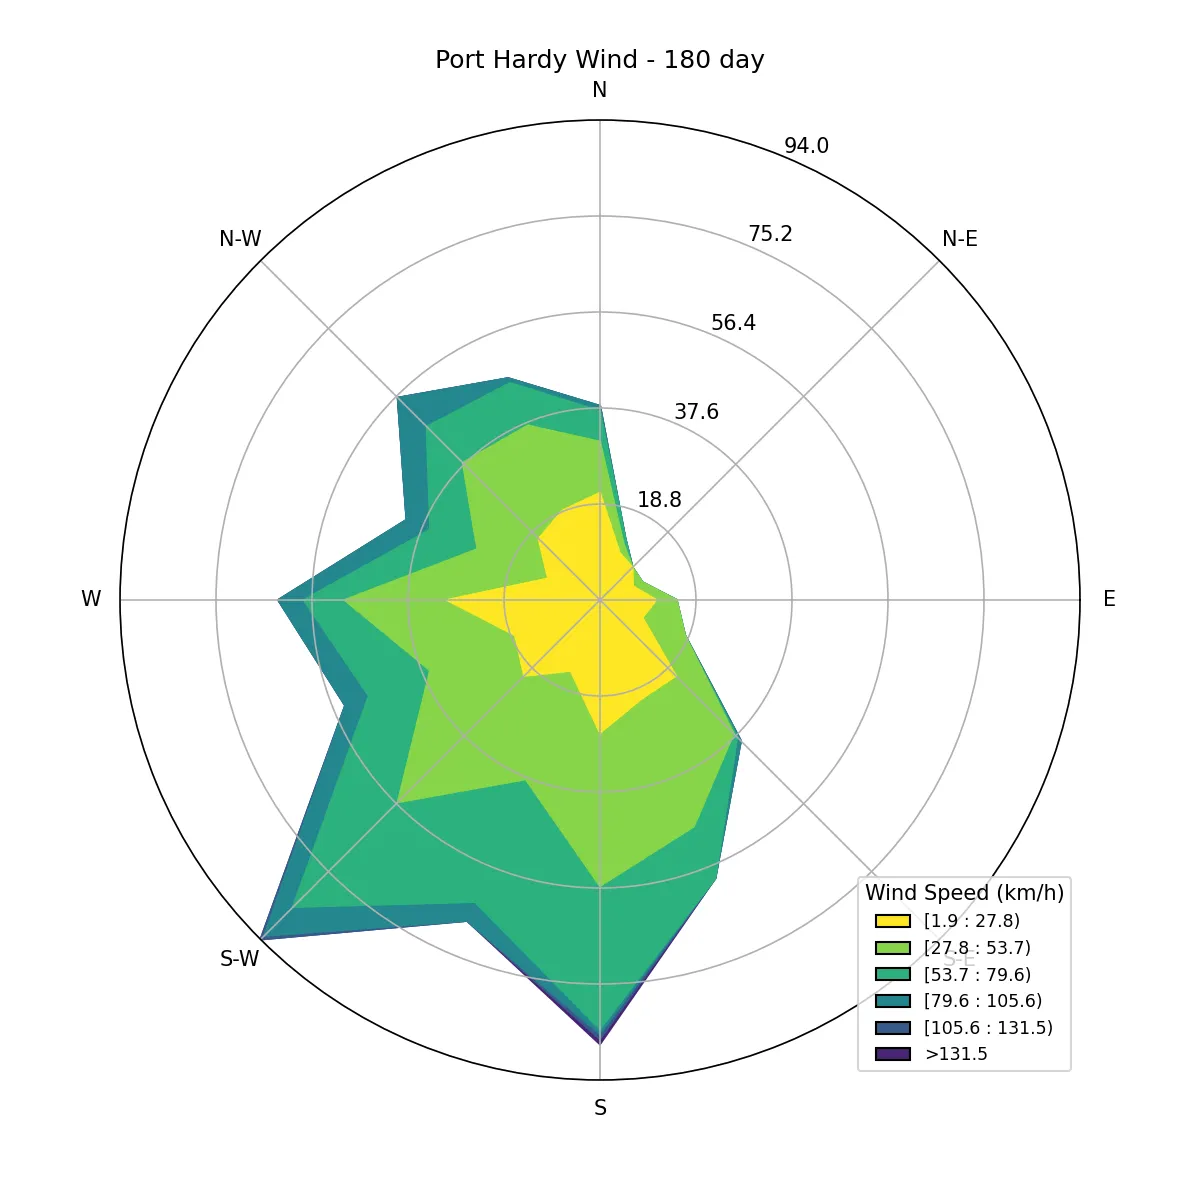 Port Hardy Wind - 180 day
N
94.0
75.2
N-W
N-E
56.4
37.6
18.8
W
E
Wind Speed (km/h)
[1.9 : 27.8)
[27.8 : 53.7)
S-W
S-E
[53.7 : 79.6)
[79.6 : 105.6)
[105.6 : 131.5)
>131.5
S